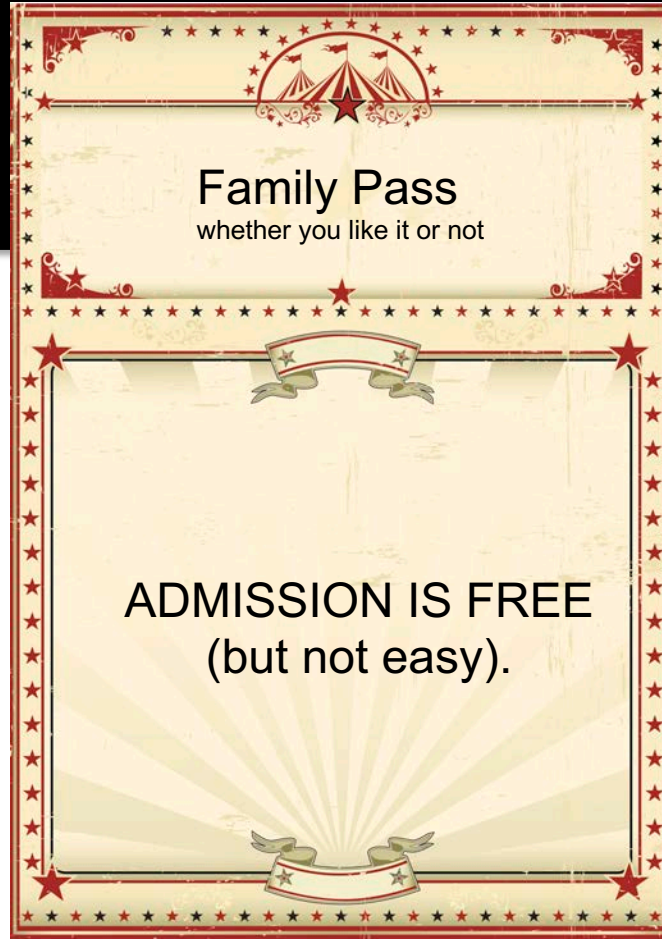 Family Pass
whether you like it or not
ADMISSION IS FREE
(but not easy).